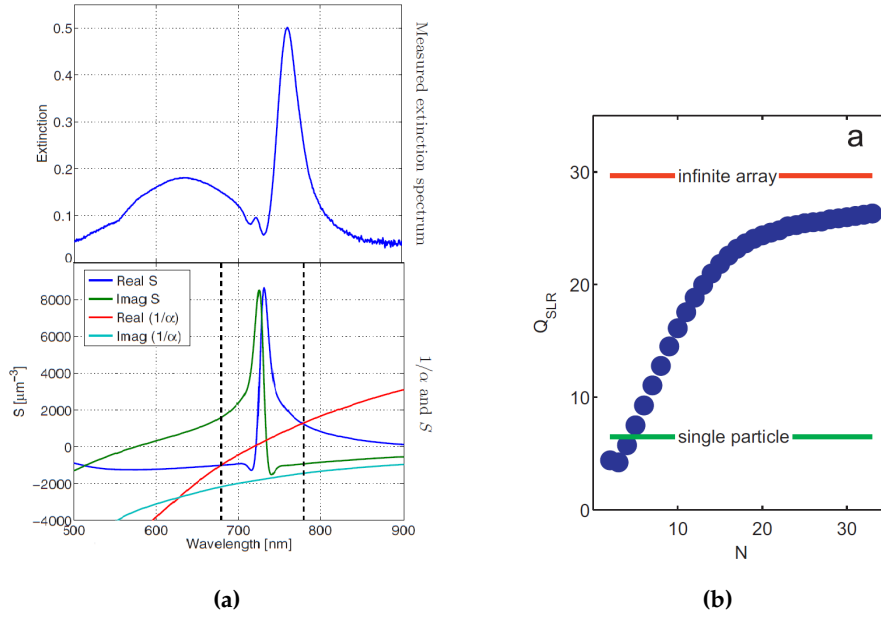 0.5
0.4
0.3
0.2
0.1
0
Extinction
Measured extinction spectrum
Real S
Imag S
Real (1/α)
Imag (1/α)
8000
6000
4000
2000
0
−2000
−4000
S [μm⁻³]
1/α and S
500 600 700 800 900
Wavelength [nm]
(a)
a
30
20
10
0
Q_SLR
infinite array
single particle
10 20 30
N
(b)